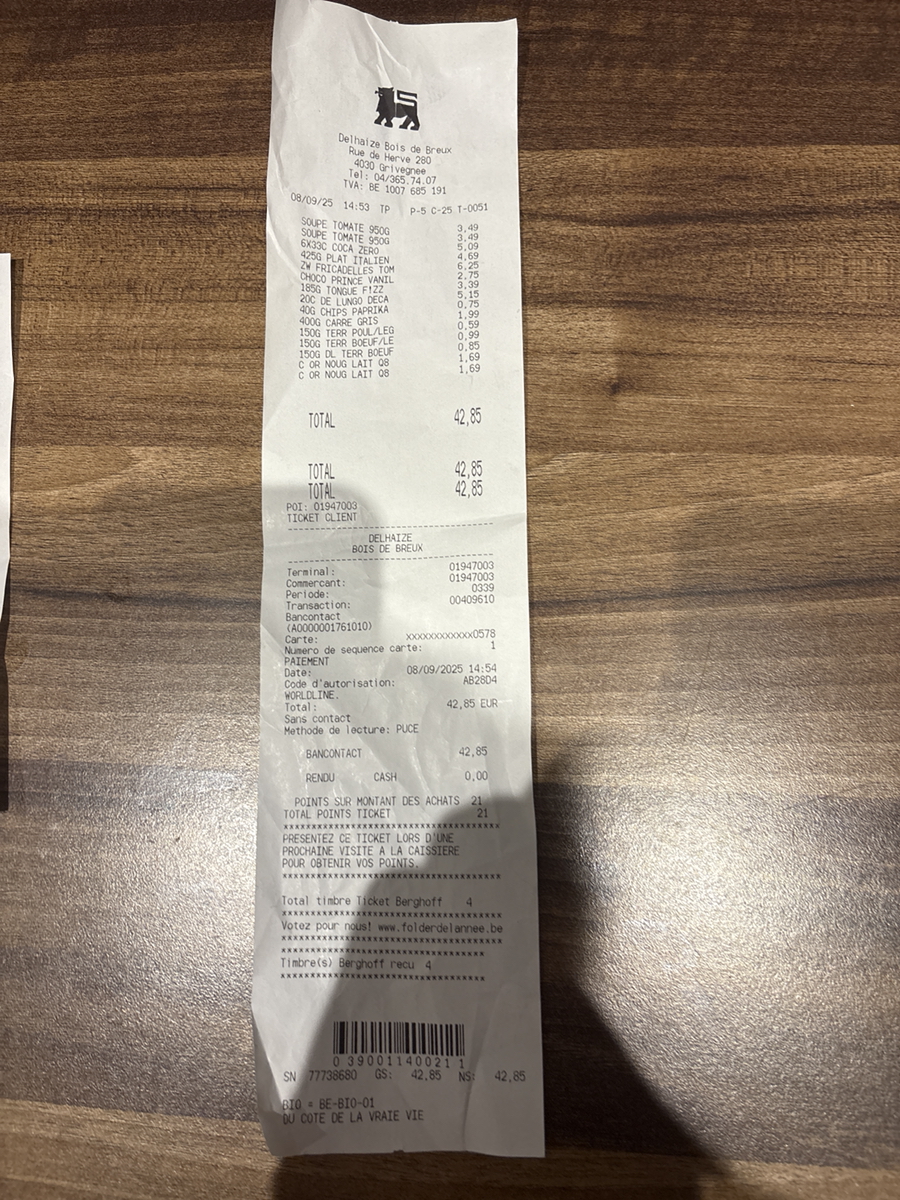 Delhaize Bois de Breux
Rue de Herve 280
4030 Grivegnee
Tel: 04/365.74.07
TVA: BE 1007 685 191
08/09/25 14:53 TP P-5 C-25 T-0051
SOUPE TOMATE 950G 3,49
SOUPE TOMATE 950G 3,49
6X33C COCA ZERO 5,09
425G PLAT ITALIEN 4,69
ZW FRICADELLES TOM 6,25
CHOCO PRINCE VANIL 2,75
185G TONGUE F!ZZ 3,39
20C DE LUNGO DECA 5,15
40G CHIPS PAPRIKA 0,75
400G CARRE GRIS 1,99
150G TERR POUL/LEG 0,59
150G TERR BOEUF/LE 0,99
150G DL TERR BOEUF 0,85
C OR NOUG LAIT Q8 1,69
C OR NOUG LAIT Q8 1,69
TOTAL 42,85
TOTAL 42,85
TOTAL 42,85
POI: 01947003
TICKET CLIENT
DELHAIZE
BOIS DE BREUX
Terminal: 01947003
Commercant: 01947003
Periode: 0339
Transaction: 00409610
Bancontact
(A0000001761010)
Carte: xxxxxxxxxxxxx0578
Numero de sequence carte: 1
PAIEMENT
Date: 08/09/2025 14:54
Code d'autorisation: AB28D4
WORLDLINE.
Total: 42,85 EUR
Sans contact
Methode de lecture: PUCE
BANCONTACT 42,85
RENDU CASH 0,00
POINTS SUR MONTANT DES ACHATS 21
TOTAL POINTS TICKET 21
***********************************
PRESENTEZ CE TICKET LORS D'UNE
PROCHAINE VISITE A LA CAISSIERE
POUR OBTENIR VOS POINTS.
***********************************
Total timbre Ticket Berghoff 4
***********************************
Votez pour nous! www.folderdelannee.be
***********************************
********************************
Timbre(s) Berghoff recu 4
********************************
0 39001140021 1
SN 77738680 GS: 42,85 NS: 42,85
BIO = BE-BIO-01
DU COTE DE LA VRAIE VIE